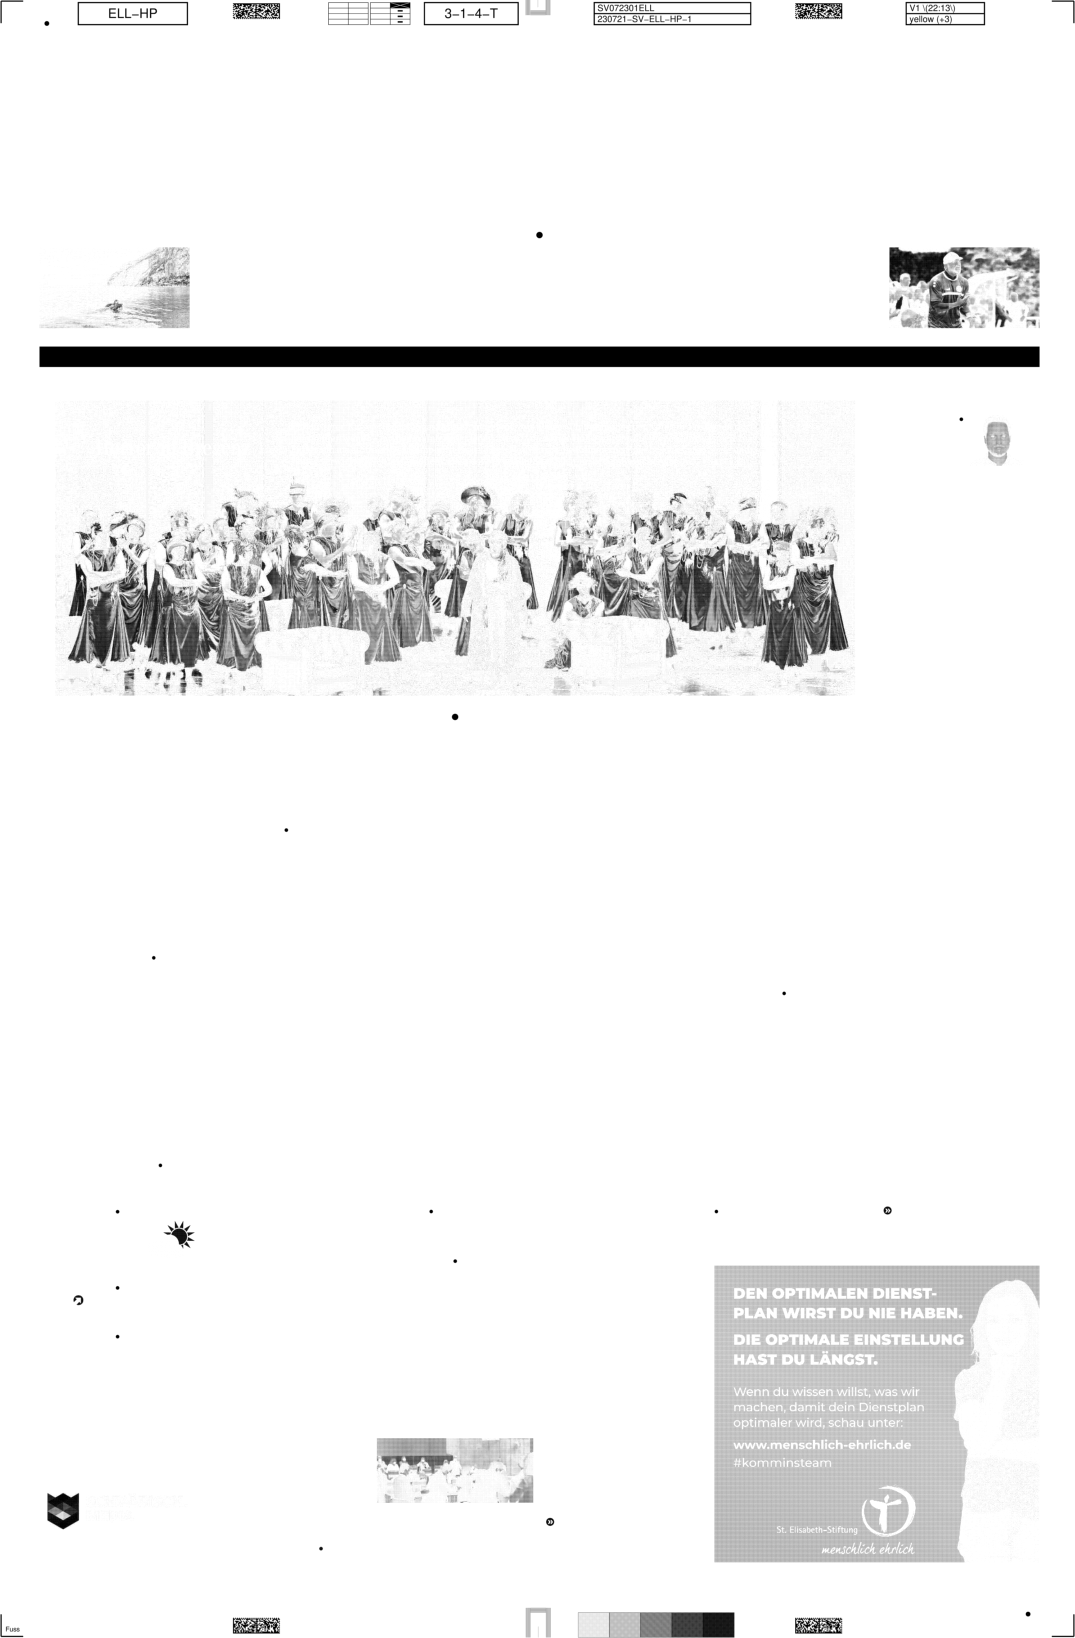 ELL−HP
3−1−4−T
SV072301ELL
230721−SV−ELL−HP−1
V1 \(22:13\)
yellow (+3)
DEN OPTIMALEN DIENST-
PLAN WIRST DU NIE HABEN.
DIE OPTIMALE EINSTELLUNG
HAST DU LÄNGST.
Wenn du wissen willst, was wir
machen, damit dein Dienstplan
optimaler wird, schau unter:
www.menschlich-ehrlich.de
#komminsteam
St. Elisabeth-Stiftung
menschlich ehrlich
Fuss